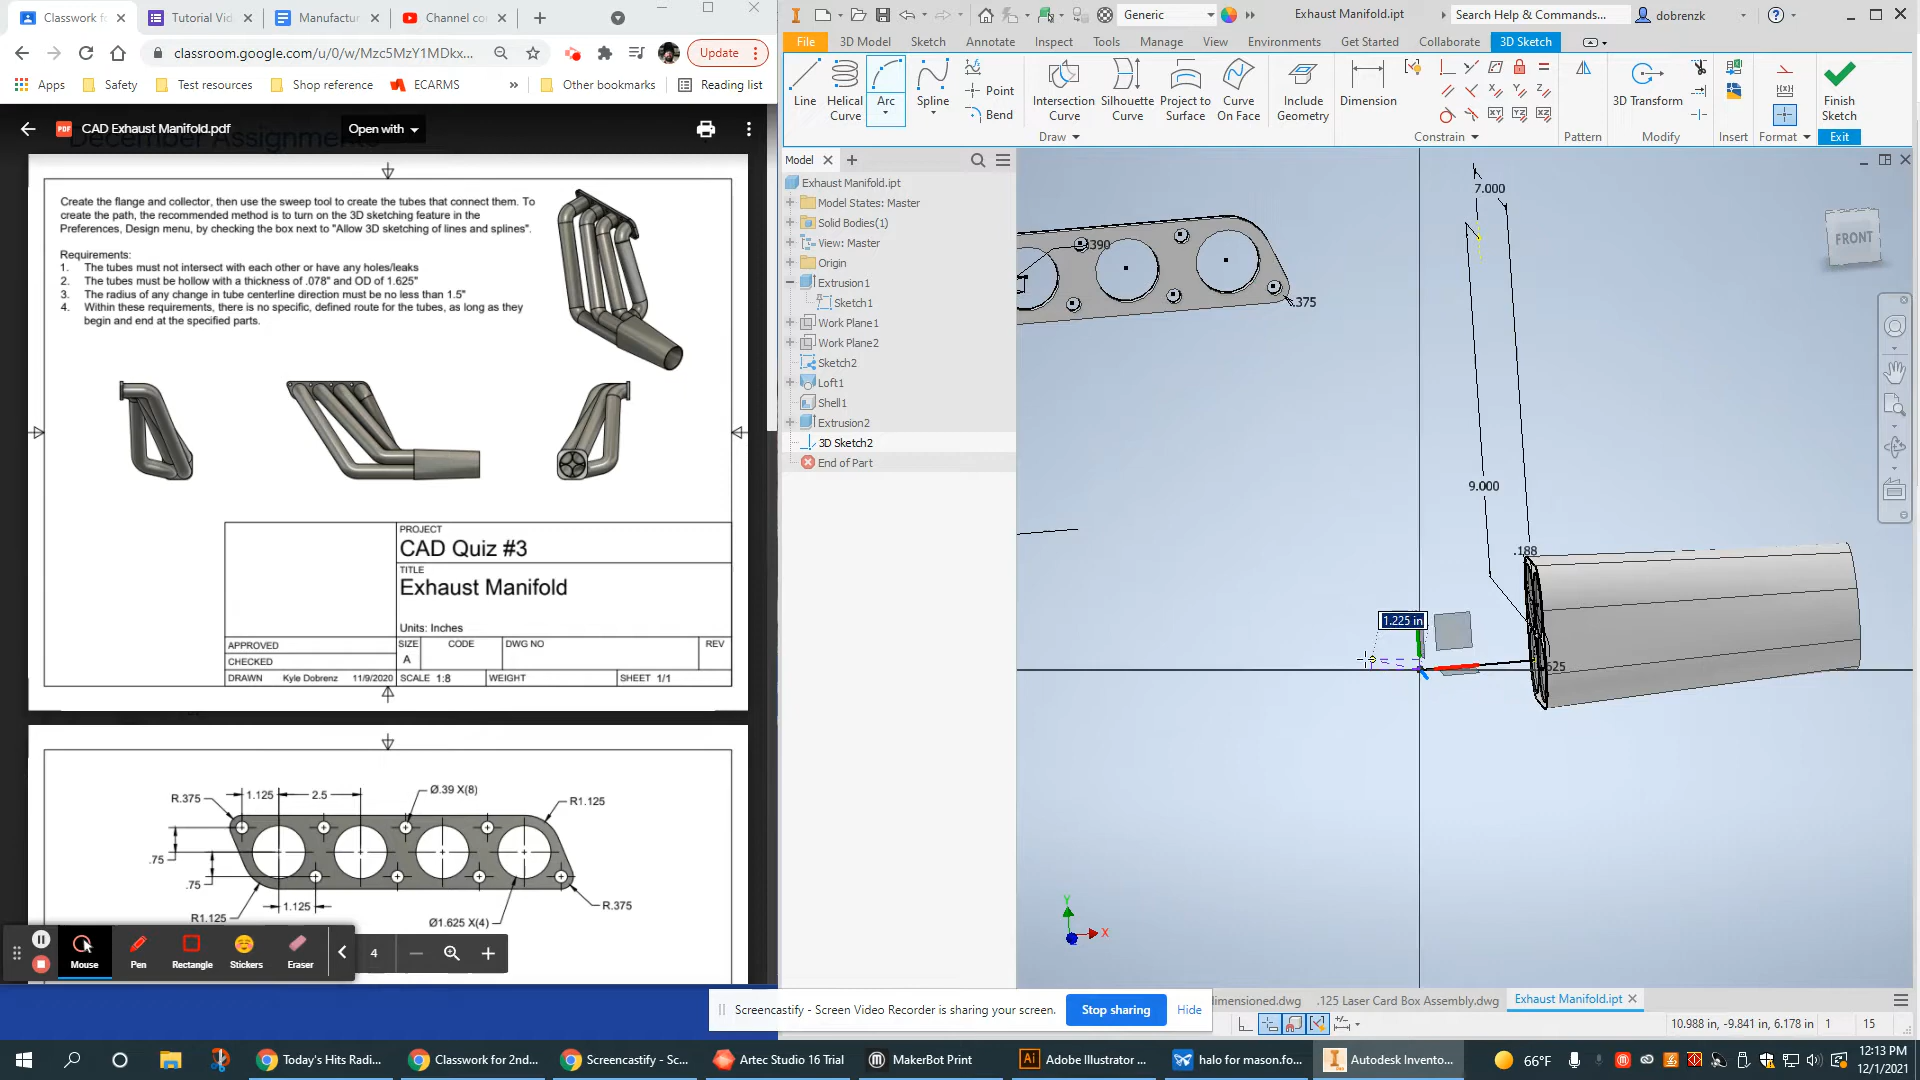 Classwork for
Tutorial Vid
Manufactur
Channel co
classroom.google.com/u/0/w/Mzc5MzY1MDkx...
Update
Apps
Safety
Test resources
Shop reference
ECARMS
»
Other bookmarks
Reading list
PDF
CAD Exhaust Manifold.pdf
Open with
December Assignments
Create the flange and collector, then use the sweep tool to create the tubes that connect them. To
create the path, the recommended method is to turn on the 3D sketching feature in the
Preferences, Design menu, by checking the box next to "Allow 3D sketching of lines and splines".
Requirements:
1. The tubes must not intersect with each other or have any holes/leaks
2. The tubes must be hollow with a thickness of .078" and OD of 1.625"
3. The radius of any change in tube centerline direction must be no less than 1.5"
4. Within these requirements, there is no specific, defined route for the tubes, as long as they
begin and end at the specified parts.
PROJECT
CAD Quiz #3
TITLE
Exhaust Manifold
Units: Inches
APPROVED
CHECKED
DRAWN Kyle Dobrenz 11/9/2020
SIZE
A
CODE
DWG NO
REV
SCALE 1:8
WEIGHT
SHEET 1/1
R.375
1.125
2.5
Ø.39 X(8)
R1.125
.75
.75
R1.125
1.125
Ø1.625 X(4)
R.375
Mouse
Pen
Rectangle
Stickers
Eraser
4
Generic
Exhaust Manifold.ipt
Search Help & Commands...
dobrenzk
File
3D Model
Sketch
Annotate
Inspect
Tools
Manage
View
Environments
Get Started
Collaborate
3D Sketch
Line
Helical
Curve
Arc
Spline
Point
Bend
Intersection
Curve
Silhouette
Curve
Project to
Surface
Curve
On Face
Include
Geometry
Dimension
3D Transform
Finish
Sketch
Draw
Constrain
Pattern
Modify
Insert
Format
Exit
Model
Exhaust Manifold.ipt
Model States: Master
Solid Bodies(1)
View: Master
Origin
Extrusion1
Sketch1
Work Plane1
Work Plane2
Sketch2
Loft1
Shell1
Extrusion2
3D Sketch2
End of Part
7.000
.390
.375
FRONT
9.000
.188
1.225 in
Y
X
Screencastify - Screen Video Recorder is sharing your screen.
Stop sharing
Hide
dimensioned.dwg
.125 Laser Card Box Assembly.dwg
Exhaust Manifold.ipt
10.988 in, -9.841 in, 6.178 in
1
15
Today's Hits Radi...
Classwork for 2nd...
Screencastify - Sc...
Artec Studio 16 Trial
MakerBot Print
Adobe Illustrator ...
halo for mason.fo...
Autodesk Invento...
66°F
12:13 PM
12/1/2021